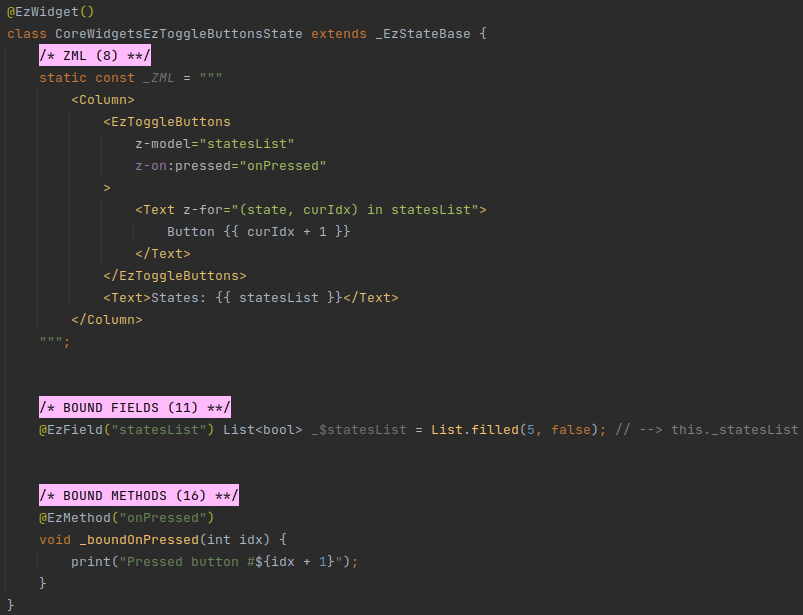 @EzWidget()
class CoreWidgetsEzToggleButtonsState extends _EzStateBase {
    /* ZML (8) **/
    static const _ZML = """
        <Column>
            <EzToggleButtons
                z-model="statesList"
                z-on:pressed="onPressed"
            >
                <Text z-for="(state, curIdx) in statesList">
                    Button {{ curIdx + 1 }}
                </Text>
            </EzToggleButtons>
            <Text>States: {{ statesList }}</Text>
        </Column>
    """;
    /* BOUND FIELDS (11) **/
    @EzField("statesList") List<bool> _$statesList = List.filled(5, false); // --> this._statesList
    /* BOUND METHODS (16) **/
    @EzMethod("onPressed")
    void _boundOnPressed(int idx) {
        print("Pressed button #${idx + 1}");
    }
}